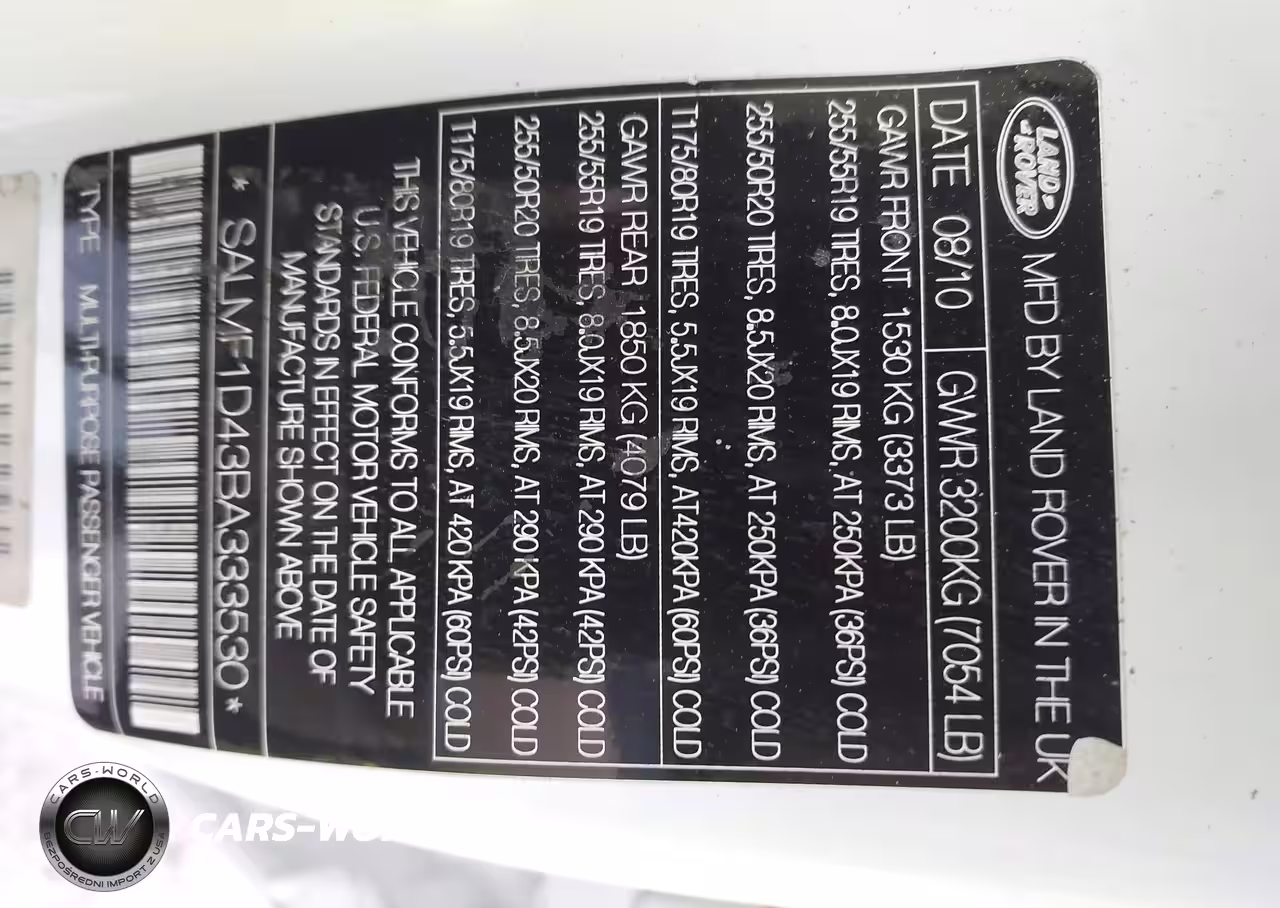 LAND
ROVER
MFD BY LAND ROVER IN THE UK
DATE 08/10
GWR 3200KG (7054 LB)
GAWR FRONT 1530 KG (3373 LB)
255/55R19 TIRES, 8.0JX19 RIMS, AT 250KPA (36PSI) COLD
255/50R20 TIRES, 8.5JX20 RIMS, AT 250KPA (36PSI) COLD
T175/80R19 TIRES, 5.5JX19 RIMS, AT420KPA (60PSI) COLD
GAWR REAR 1850 KG (4079 LB)
255/55R19 TIRES, 8.0JX19 RIMS, AT 290 KPA (42PSI) COLD
255/50R20 TIRES, 8.5JX20 RIMS, AT 290 KPA (42PSI) COLD
T175/80R19 TIRES, 5.5JX19 RIMS, AT 420 KPA (60PSI) COLD
THIS VEHICLE CONFORMS TO ALL APPLICABLE
U.S. FEDERAL MOTOR VEHICLE SAFETY
STANDARDS IN EFFECT ON THE DATE OF
MANUFACTURE SHOWN ABOVE
* SALMF1D43BA333530 *
TYPE MULTI-PURPOSE PASSENGER VEHICLE
CARS-WORLD
CW
BEZPOŚREDNI IMPORT Z USA
CARS-WOR